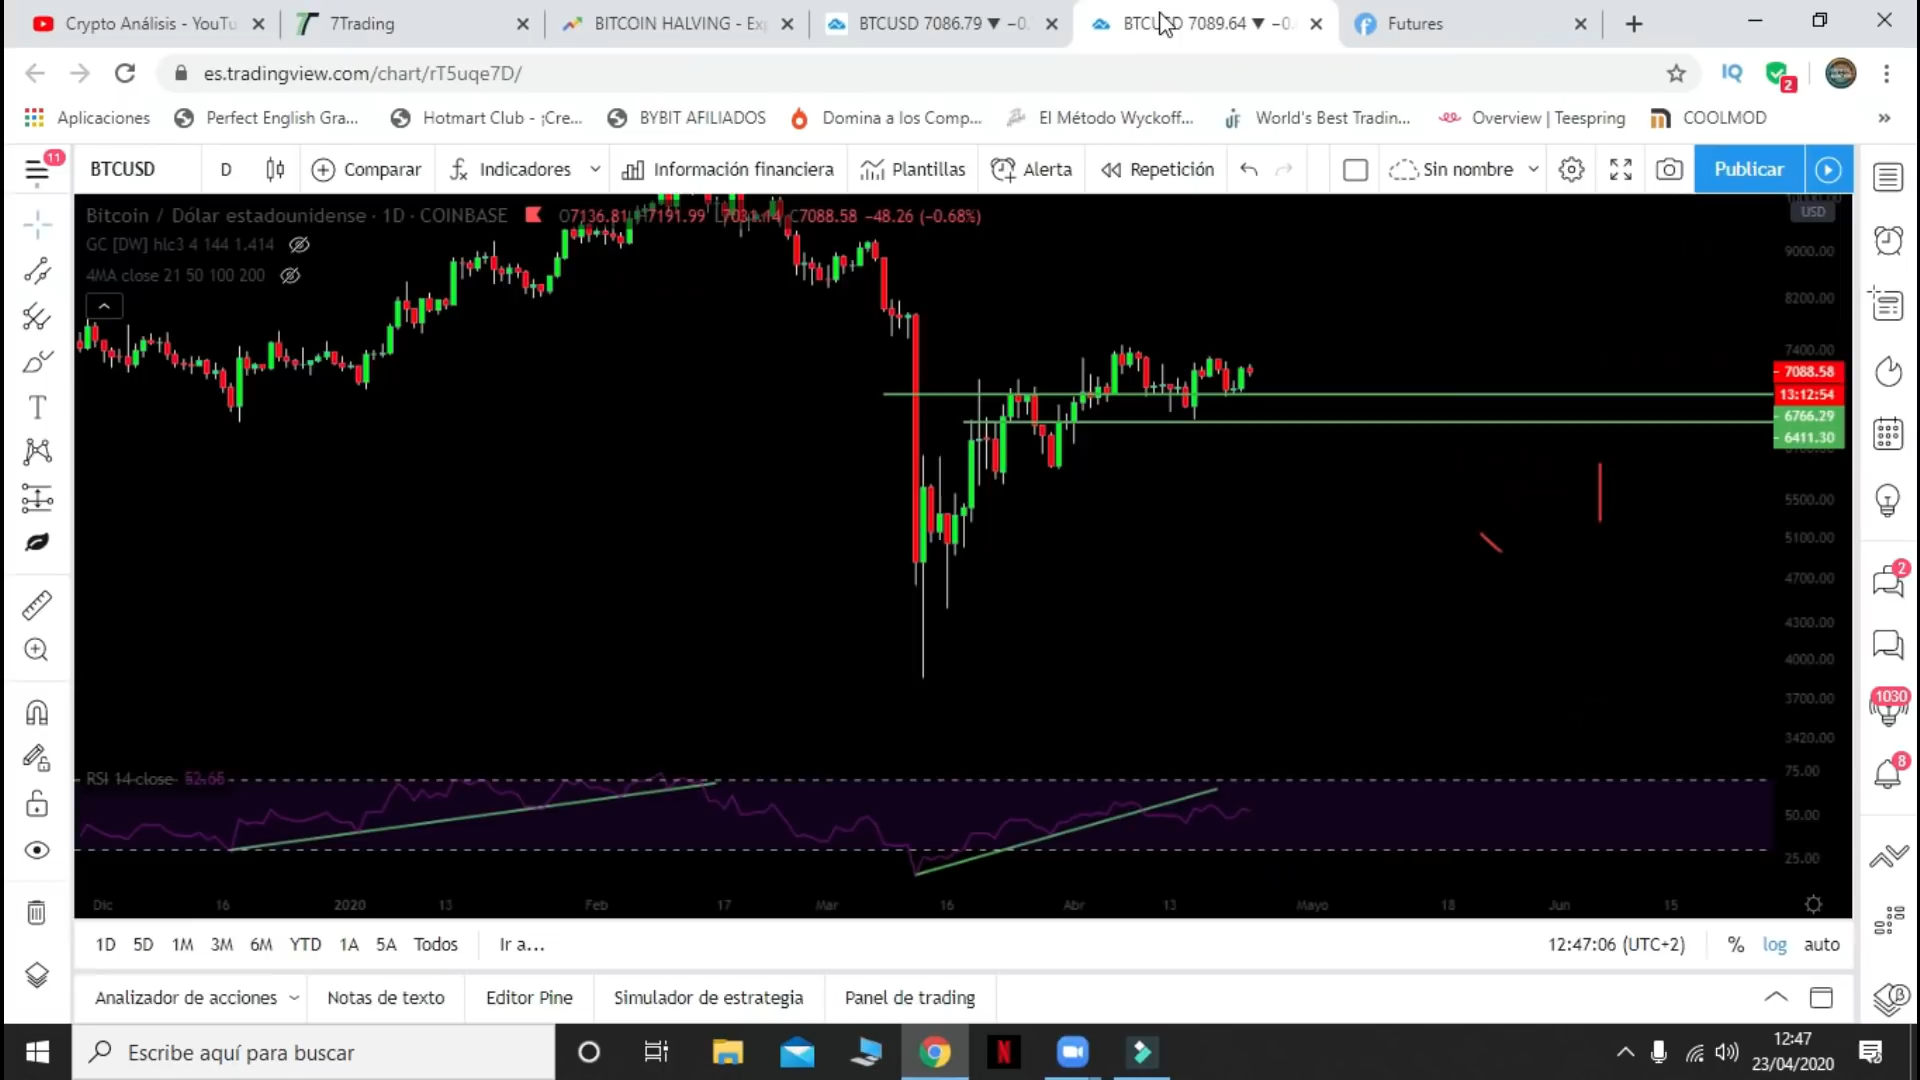 Crypto Análisis - YouTu
7Trading
BITCOIN HALVING - Exp
BTCUSD 7086.79 ▼ −0.
BTCUSD 7089.64 ▼ −0.
Futures
es.tradingview.com/chart/rT5uqe7D/
IQ
2
Aplicaciones
Perfect English Gra...
Hotmart Club - ¡Cre...
BYBIT AFILIADOS
Domina a los Comp...
El Método Wyckoff...
World's Best Tradin...
Overview | Teespring
COOLMOD
»
11
BTCUSD
D
Comparar
Indicadores
Información financiera
Plantillas
Alerta
Repetición
Sin nombre
Publicar
Bitcoin / Dólar estadounidense · 1D · COINBASE
O7136.81 H7191.99 L7031.14 C7088.58 −48.26 (−0.68%)
GC [DW] hlc3 4 144 1.414
4MA close 21 50 100 200
USD
9000.00
8200.00
7400.00
7088.58
13:12:54
6766.29
6411.30
5500.00
5100.00
4700.00
4300.00
4000.00
3700.00
3420.00
RSI 14 close 52.65
75.00
50.00
25.00
Dic
16
2020
13
Feb
17
Mar
16
Abr
13
Mayo
18
Jun
15
2
1030
8
1D 5D 1M 3M 6M YTD 1A 5A Todos
Ir a...
12:47:06 (UTC+2)
%
log
auto
Analizador de acciones
Notas de texto
Editor Pine
Simulador de estrategia
Panel de trading
Escribe aquí para buscar
12:47
23/04/2020